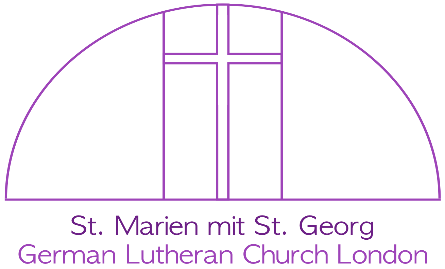 St. Marien mit St. Georg
German Lutheran Church London